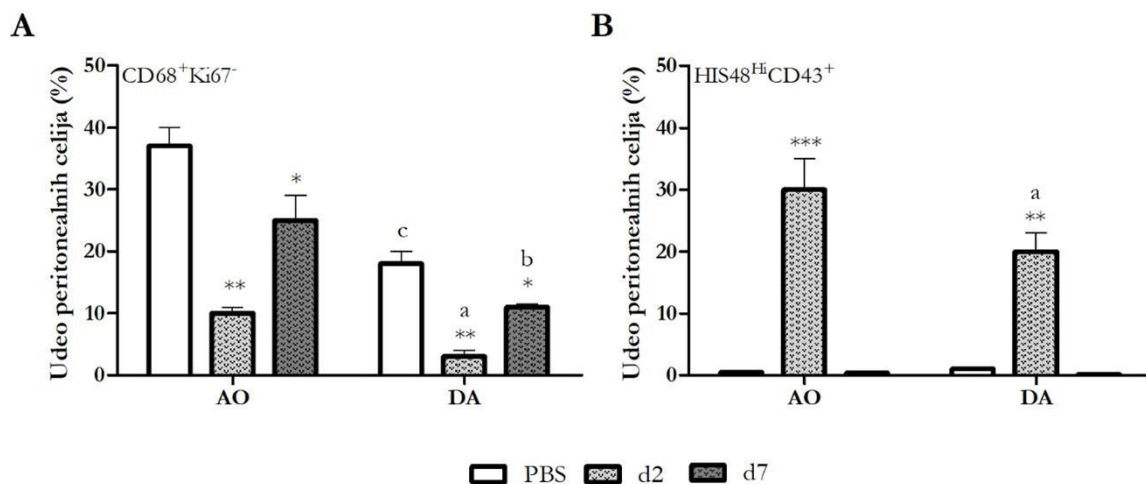 A
B
Udeo peritonealnih celija (%)
CD68⁺Ki67⁻
50
40
30
20
10
0
**
*
c
a
**
b
*
AO
DA
Udeo peritonealnih celija (%)
HIS48ᴴⁱCD43⁺
50
40
30
20
10
0
***
a
**
AO
DA
PBS
d2
d7